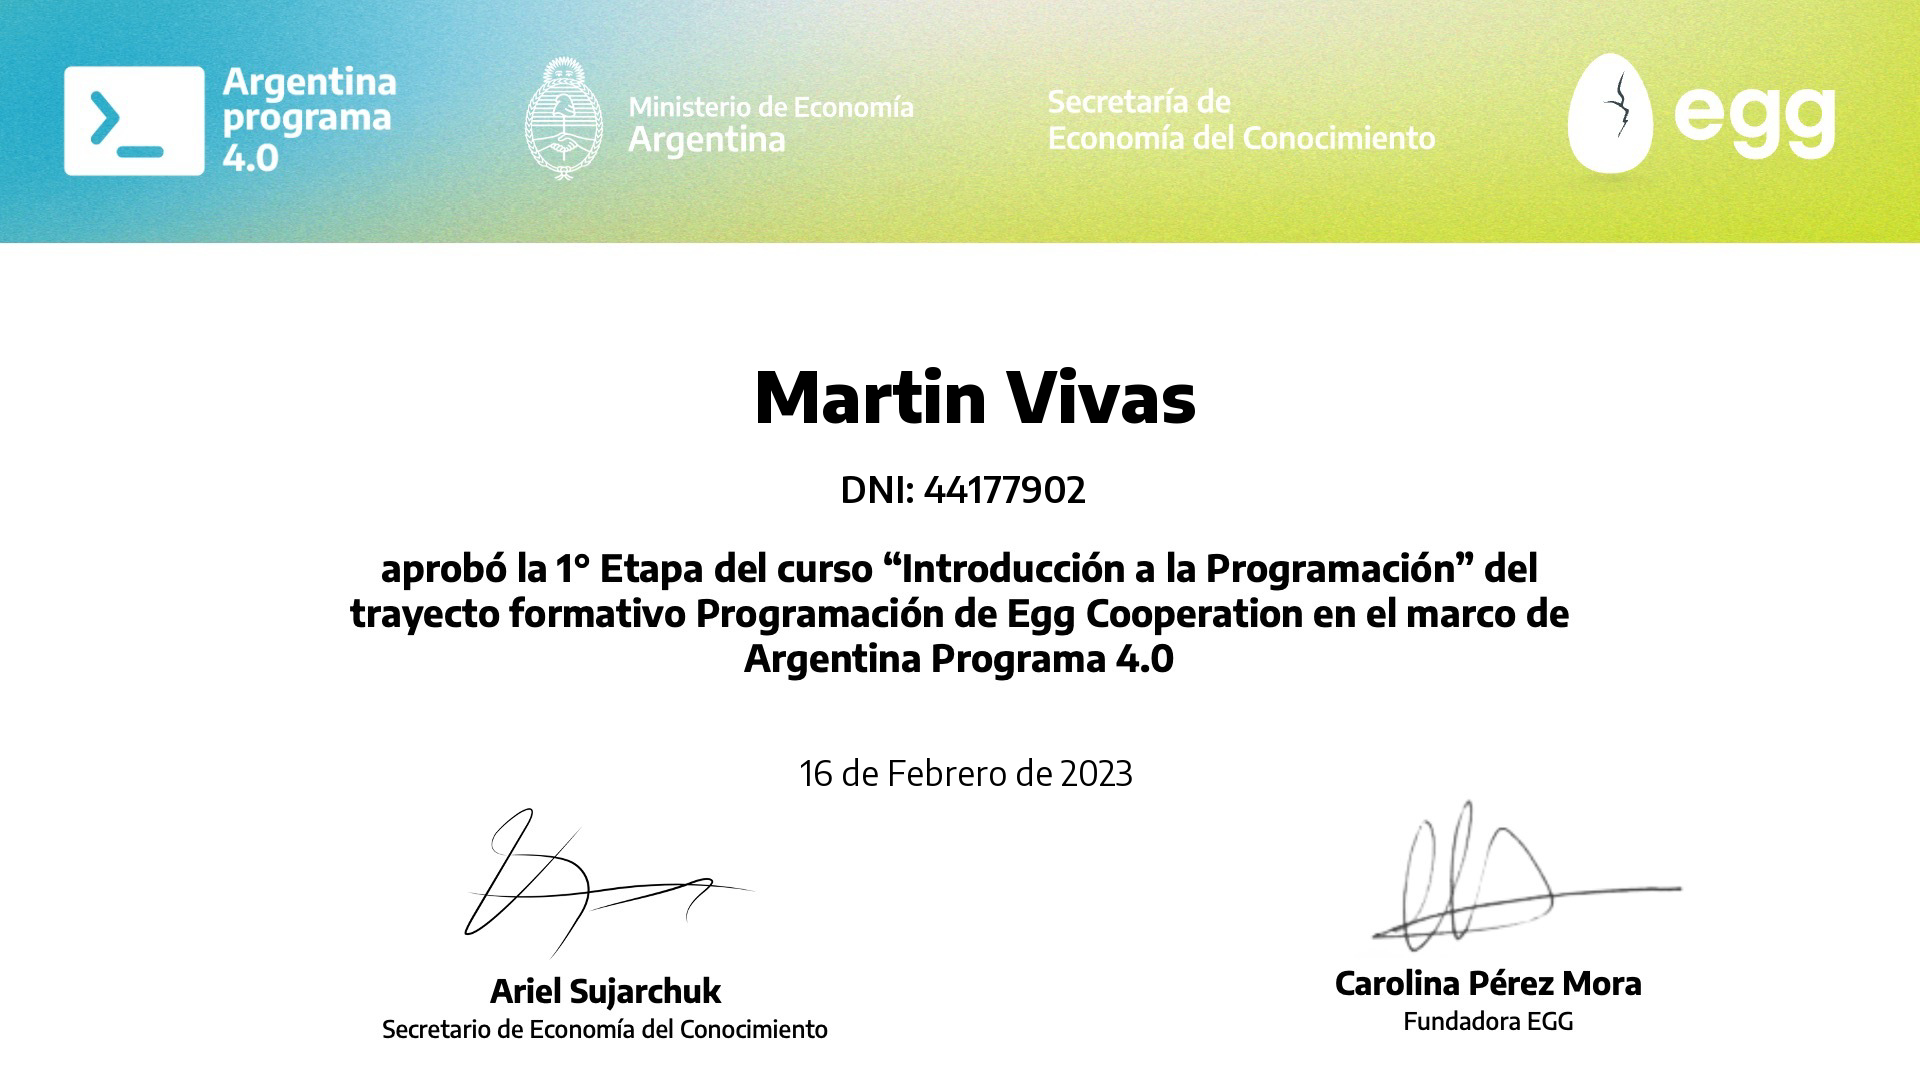 Argentina
programa
4.0
Ministerio de Economía
Argentina
Secretaría de
Economía del Conocimiento
egg
Martin Vivas
DNI: 44177902
aprobó la 1° Etapa del curso “Introducción a la Programación” del
trayecto formativo Programación de Egg Cooperation en el marco de
Argentina Programa 4.0
16 de Febrero de 2023
Ariel Sujarchuk
Secretario de Economía del Conocimiento
Carolina Pérez Mora
Fundadora EGG